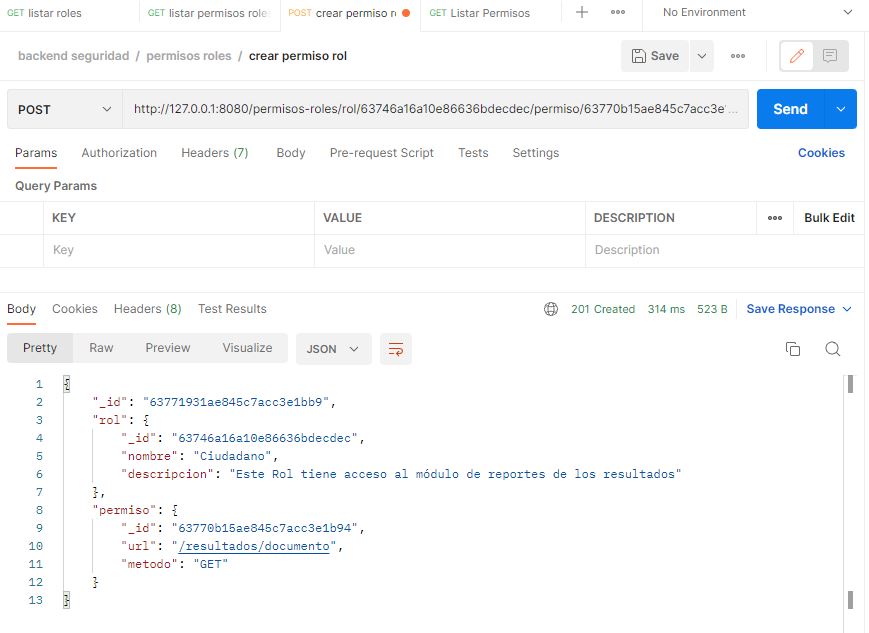 GET listar roles GET listar permisos role POST crear permiso r GET Listar Permisos No Environment
backend seguridad / permisos roles / crear permiso rol Save
POST http://127.0.0.1:8080/permisos-roles/rol/63746a16a10e86636bdecdec/permiso/63770b15ae845c7acc3e'... Send
Params Authorization Headers (7) Body Pre-request Script Tests Settings Cookies
Query Params
KEY VALUE DESCRIPTION Bulk Edit
Key Value Description
Body Cookies Headers (8) Test Results 201 Created 314 ms 523 B Save Response
Pretty Raw Preview Visualize JSON
1 {
2 "_id": "63771931ae845c7acc3e1bb9",
3 "rol": {
4 "_id": "63746a16a10e86636bdecdec",
5 "nombre": "Ciudadano",
6 "descripcion": "Este Rol tiene acceso al módulo de reportes de los resultados"
7 },
8 "permiso": {
9 "_id": "63770b15ae845c7acc3e1b94",
10 "url": "/resultados/documento",
11 "metodo": "GET"
12 }
13 }